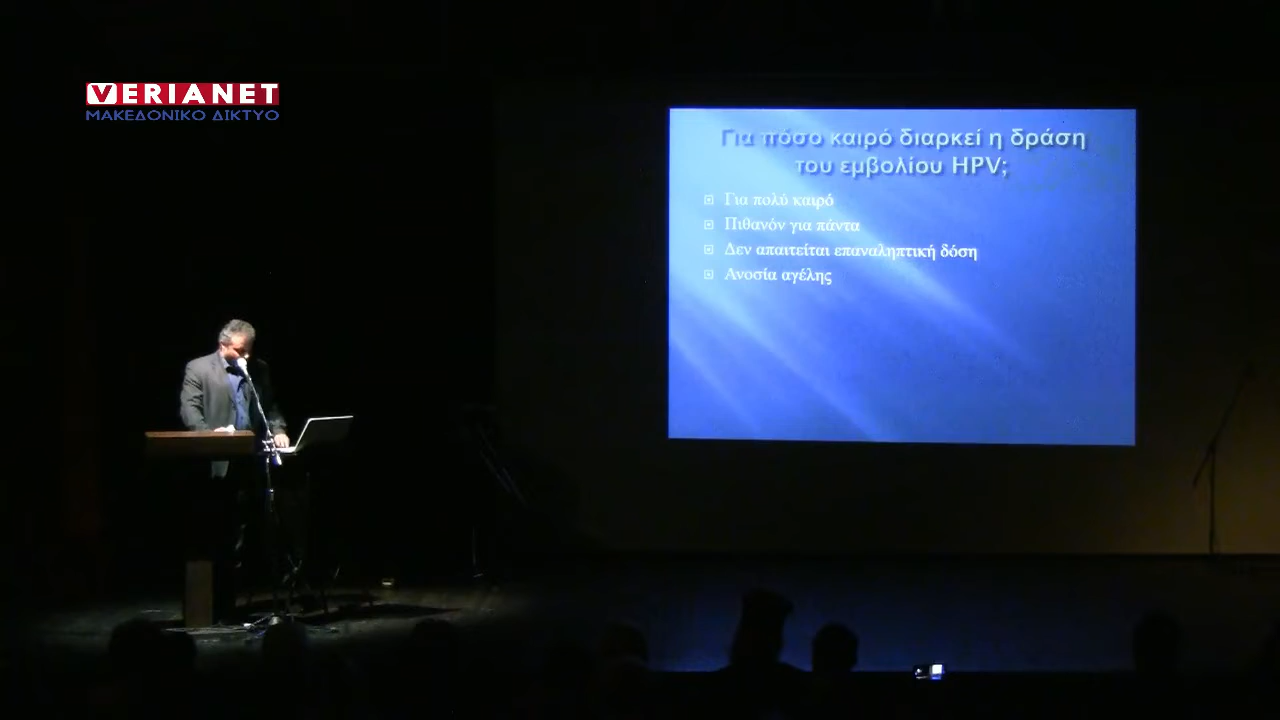 VERIANET
ΜΑΚΕΔΟΝΙΚΟ ΔΙΚΤΥΟ
Για πόσο καιρό διαρκεί η δράση
του εμβολίου HPV;
Για πολύ καιρό
Πιθανόν για πάντα
Δεν απαιτείται επαναληπτική δόση
Ανοσία αγέλης